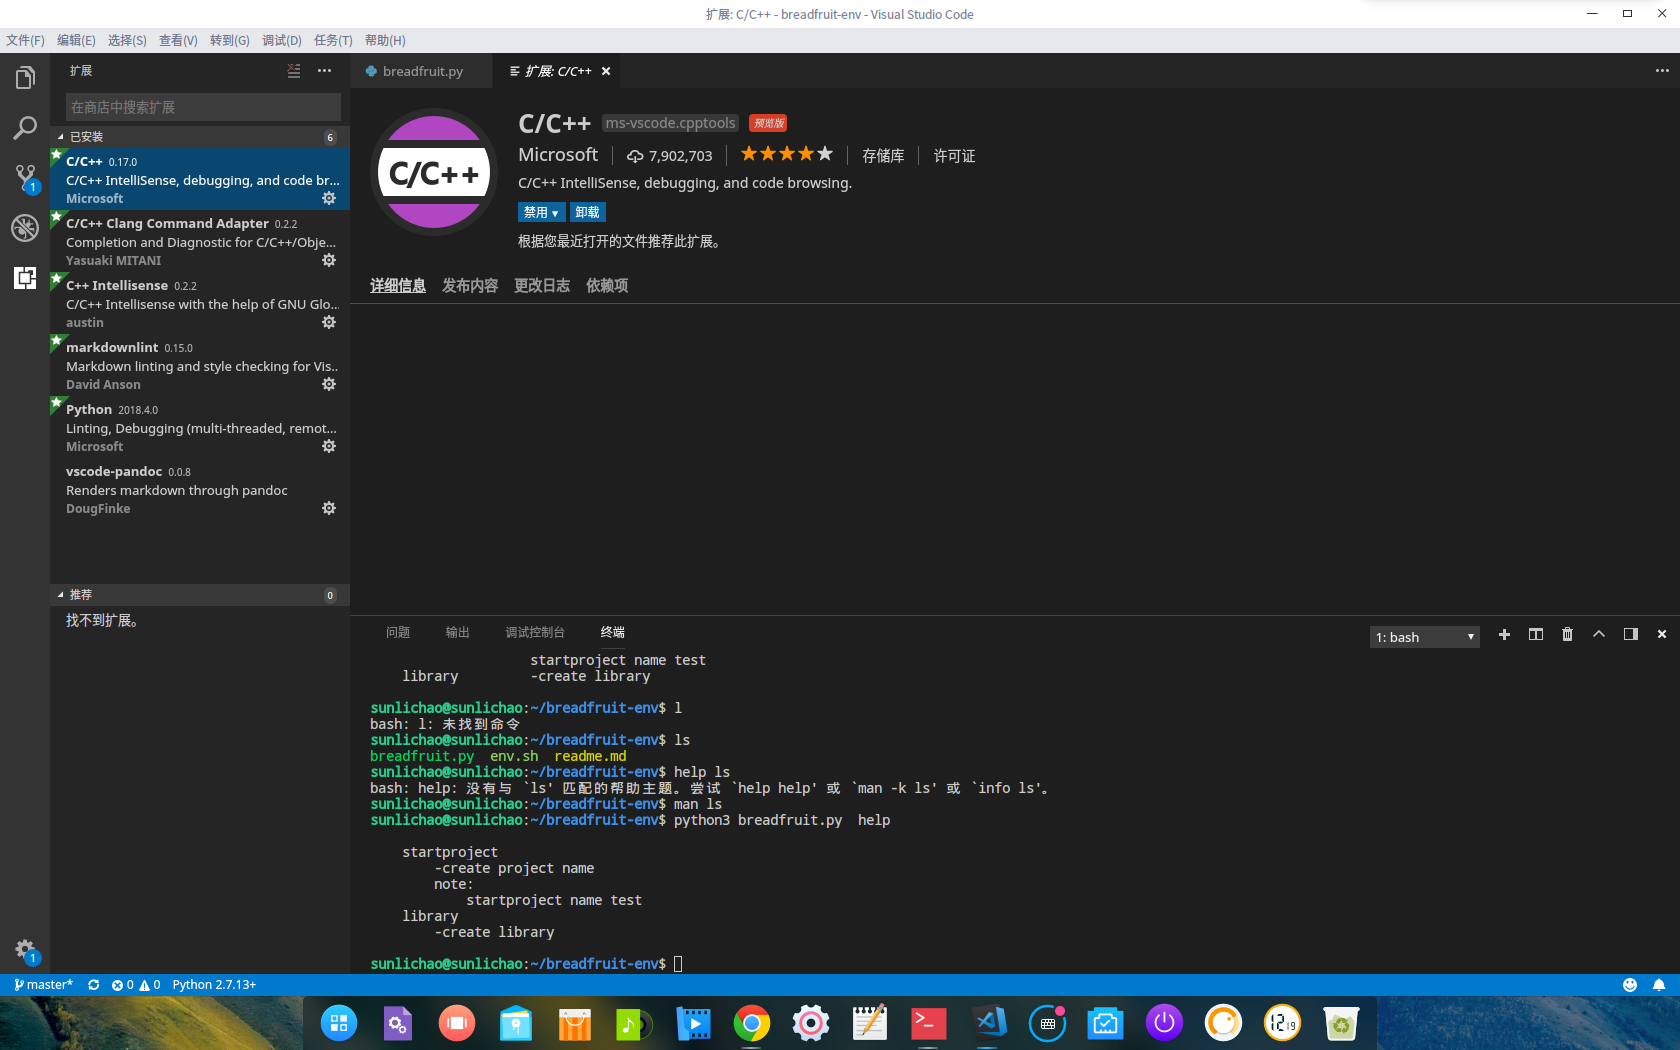 扩展: C/C++ - breadfruit-env - Visual Studio Code
文件(F) 编辑(E) 选择(S) 查看(V) 转到(G) 调试(D) 任务(T) 帮助(H)
扩展
在商店中搜索扩展
已安装 6
C/C++ 0.17.0
C/C++ IntelliSense, debugging, and code br...
Microsoft
C/C++ Clang Command Adapter 0.2.2
Completion and Diagnostic for C/C++/Obje...
Yasuaki MITANI
C++ Intellisense 0.2.2
C/C++ Intellisense with the help of GNU Glo...
austin
markdownlint 0.15.0
Markdown linting and style checking for Vis...
David Anson
Python 2018.4.0
Linting, Debugging (multi-threaded, remot...
Microsoft
vscode-pandoc 0.0.8
Renders markdown through pandoc
DougFinke
推荐 0
找不到扩展。
1
1
breadfruit.py 扩展: C/C++
C/C++
C/C++ ms-vscode.cpptools 预览版
Microsoft 7,902,703 存储库 许可证
C/C++ IntelliSense, debugging, and code browsing.
禁用 卸载
根据您最近打开的文件推荐此扩展。
详细信息 发布内容 更改日志 依赖项
问题 输出 调试控制台 终端 1: bash
startproject name test
library -create library
sunlichao@sunlichao:~/breadfruit-env$ l
bash: l: 未找到命令
sunlichao@sunlichao:~/breadfruit-env$ ls
breadfruit.py env.sh readme.md
sunlichao@sunlichao:~/breadfruit-env$ help ls
bash: help: 没有与 `ls' 匹配的帮助主题。尝试 `help help' 或 `man -k ls' 或 `info ls'。
sunlichao@sunlichao:~/breadfruit-env$ man ls
sunlichao@sunlichao:~/breadfruit-env$ python3 breadfruit.py  help
startproject
-create project name
note:
startproject name test
library
-create library
sunlichao@sunlichao:~/breadfruit-env$
master* 0 0 Python 2.7.13+
12 19